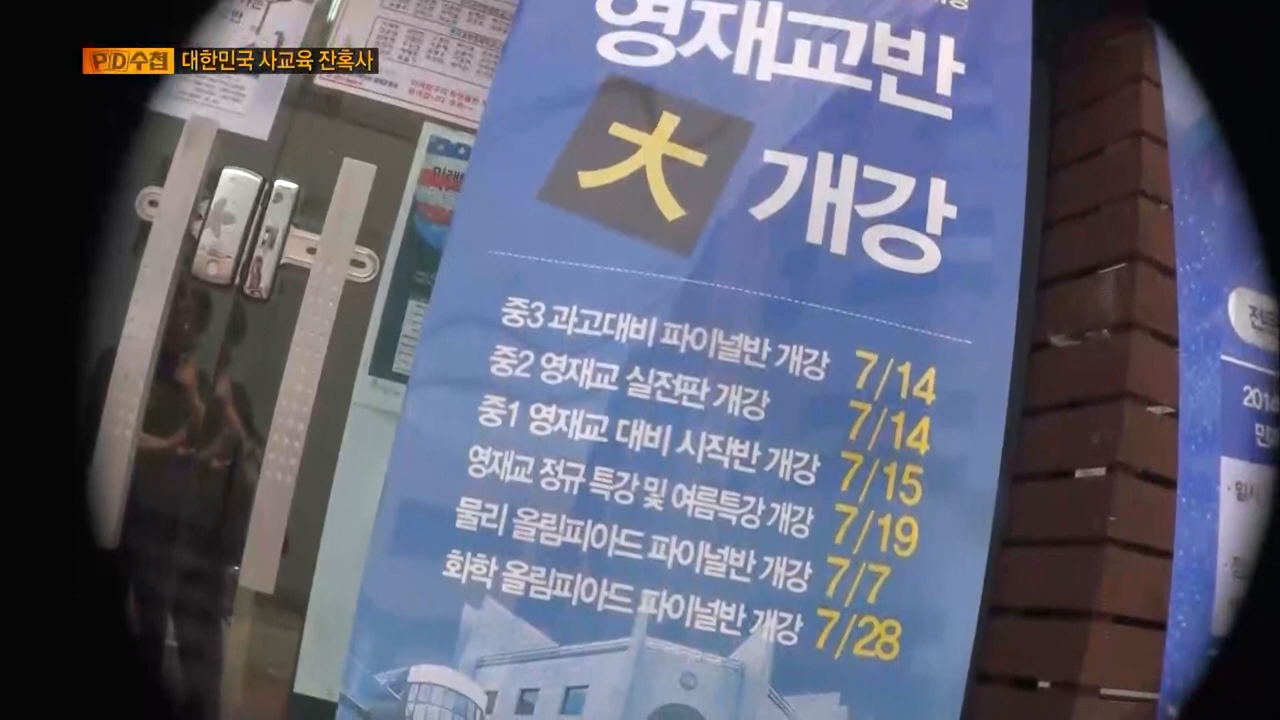 PD수첩 대한민국 사교육 잔혹사
영재교반
大 개강
중3 과고대비 파이널반 개강 7/14
중2 영재교 실전판 개강 7/14
중1 영재교 대비 시작반 개강 7/15
영재교 정규 특강 및 여름특강 개강 7/19
물리 올림피아드 파이널반 개강 7/7
화학 올림피아드 파이널반 개강 7/28
2014